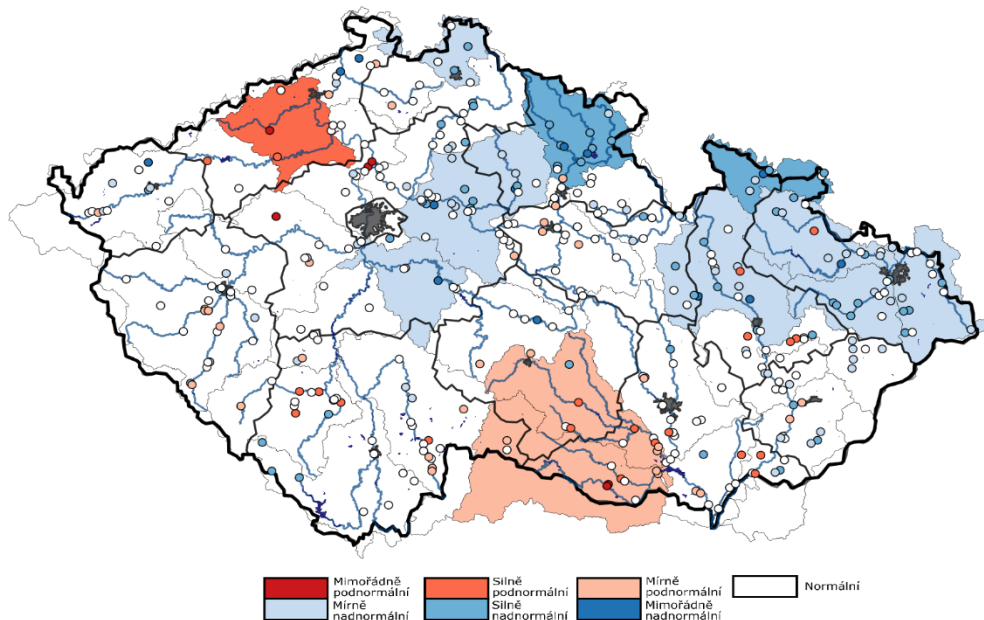 Mimořádně
podnormální
Silně
podnormální
Mírně
podnormální
Normální
Mírně
nadnormální
Silně
nadnormální
Mimořádně
nadnormální